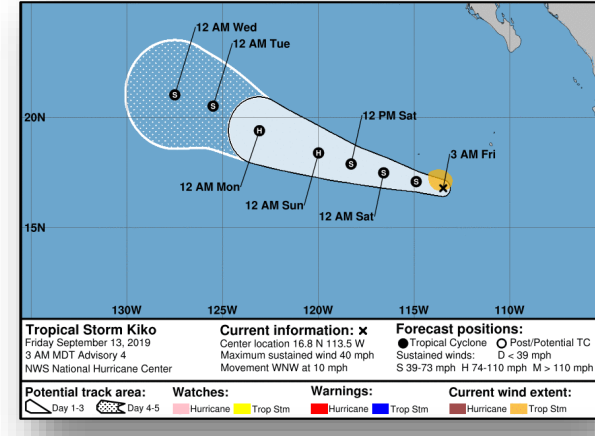 12 AM Wed
12 AM Tue
20N
12 PM Sat
3 AM Fri
S
S
H
H
S
S
S
12 AM Mon
12 AM Sun
12 AM Sat
15N
130W 125W 120W 115W 110W
Tropical Storm Kiko
Friday September 13, 2019
3 AM MDT Advisory 4
NWS National Hurricane Center
Current information: x
Center location 16.8 N 113.5 W
Maximum sustained wind 40 mph
Movement WNW at 10 mph
Forecast positions:
Tropical Cyclone Post/Potential TC
Sustained winds: D < 39 mph
S 39-73 mph H 74-110 mph M > 110 mph
Potential track area:
Day 1-3 Day 4-5
Watches:
Hurricane Trop Stm
Warnings:
Hurricane Trop Stm
Current wind extent:
Hurricane Trop Stm